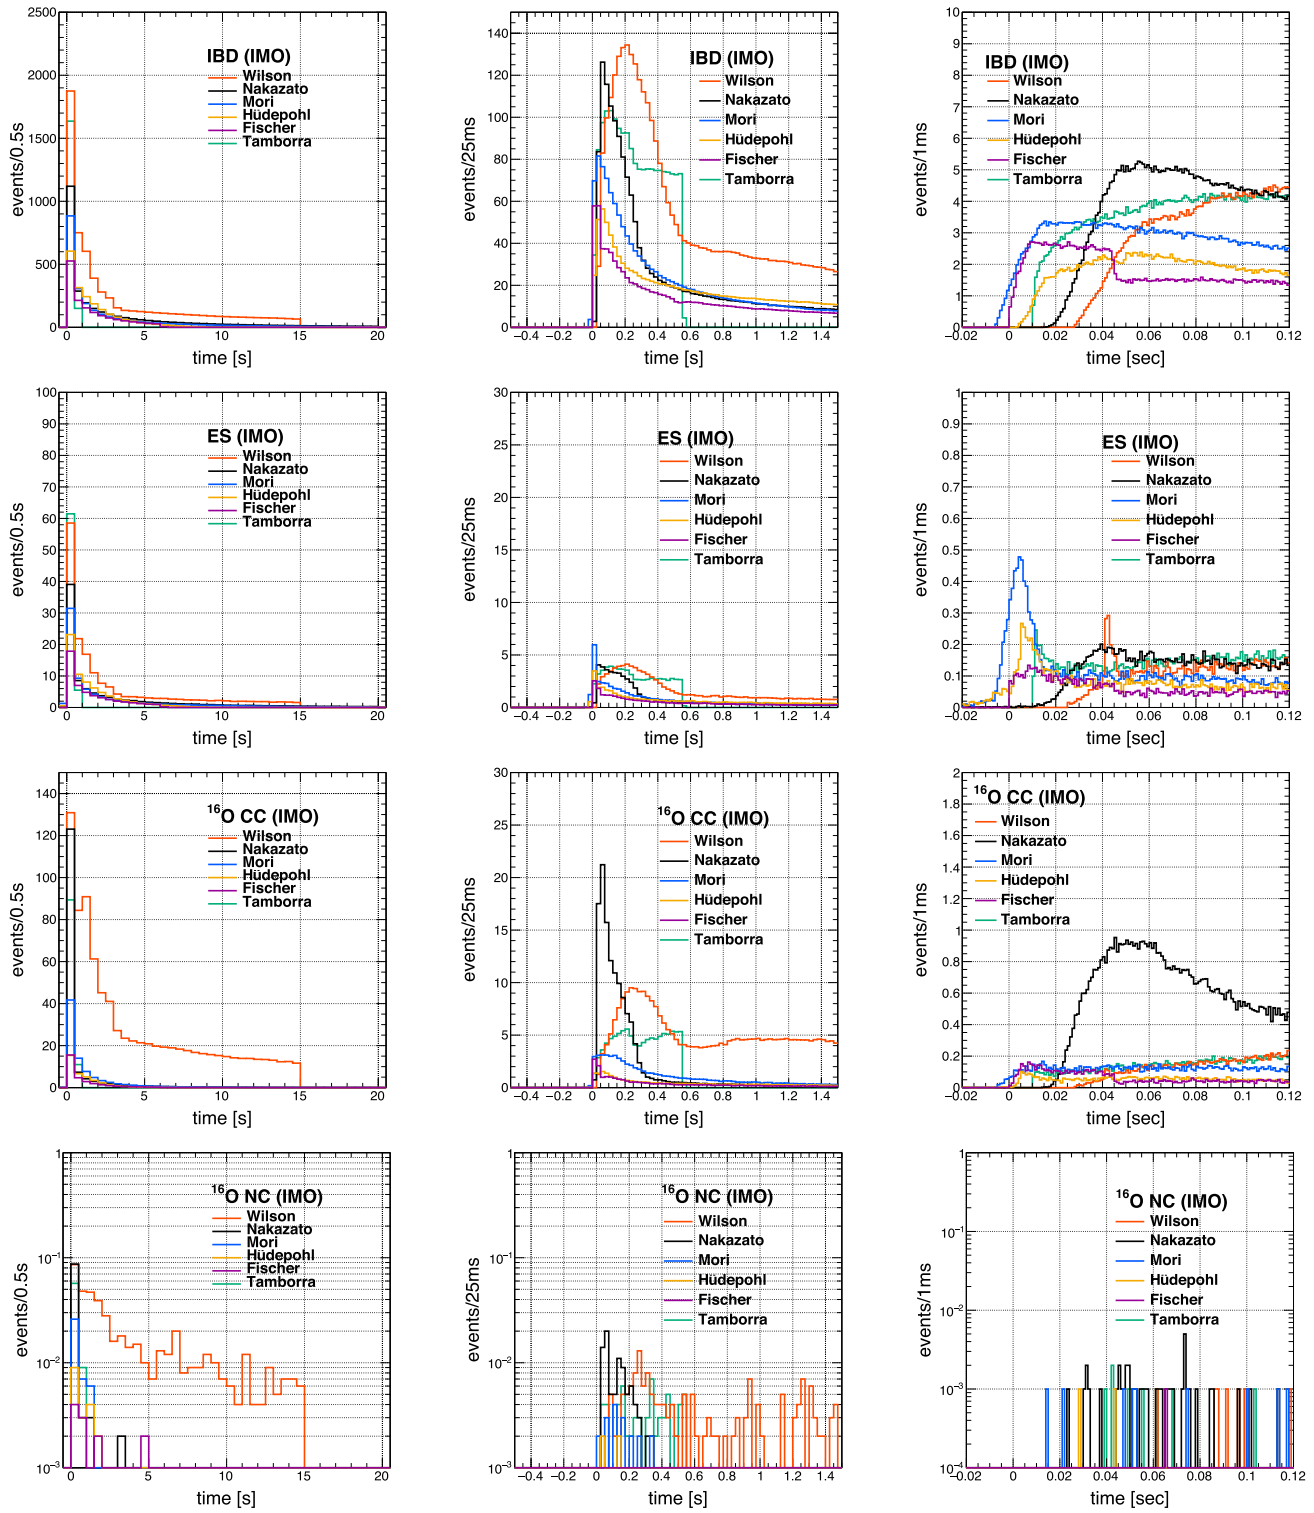 IBD (IMO)
Wilson
Nakazato
Mori
Hüdepohl
Fischer
Tamborra
events/0.5s
2500
2000
1500
1000
500
0
0 5 10 15 20
time [s]
IBD (IMO)
Wilson
Nakazato
Mori
Hüdepohl
Fischer
Tamborra
events/25ms
140
120
100
80
60
40
20
0
−0.4 −0.2 0 0.2 0.4 0.6 0.8 1 1.2 1.4
time [s]
IBD (IMO)
Wilson
Nakazato
Mori
Hüdepohl
Fischer
Tamborra
events/1ms
10
9
8
7
6
5
4
3
2
1
0
−0.02 0 0.02 0.04 0.06 0.08 0.1 0.12
time [sec]
ES (IMO)
Wilson
Nakazato
Mori
Hüdepohl
Fischer
Tamborra
events/0.5s
100
90
80
70
60
50
40
30
20
10
0
0 5 10 15 20
time [s]
ES (IMO)
Wilson
Nakazato
Mori
Hüdepohl
Fischer
Tamborra
events/25ms
30
25
20
15
10
5
0
−0.4 −0.2 0 0.2 0.4 0.6 0.8 1 1.2 1.4
time [s]
ES (IMO)
Wilson
Nakazato
Mori
Hüdepohl
Fischer
Tamborra
events/1ms
1
0.9
0.8
0.7
0.6
0.5
0.4
0.3
0.2
0.1
0
−0.02 0 0.02 0.04 0.06 0.08 0.1 0.12
time [sec]
¹⁶O CC (IMO)
Wilson
Nakazato
Mori
Hüdepohl
Fischer
Tamborra
events/0.5s
140
120
100
80
60
40
20
0
0 5 10 15 20
time [s]
¹⁶O CC (IMO)
Wilson
Nakazato
Mori
Hüdepohl
Fischer
Tamborra
events/25ms
30
25
20
15
10
5
0
−0.4 −0.2 0 0.2 0.4 0.6 0.8 1 1.2 1.4
time [s]
¹⁶O CC (IMO)
Wilson
Nakazato
Mori
Hüdepohl
Fischer
Tamborra
events/1ms
2
1.8
1.6
1.4
1.2
1
0.8
0.6
0.4
0.2
0
−0.02 0 0.02 0.04 0.06 0.08 0.1 0.12
time [sec]
¹⁶O NC (IMO)
Wilson
Nakazato
Mori
Hüdepohl
Fischer
Tamborra
events/0.5s
1
10⁻¹
10⁻²
10⁻³
0 5 10 15 20
time [s]
¹⁶O NC (IMO)
Wilson
Nakazato
Mori
Hüdepohl
Fischer
Tamborra
events/25ms
1
10⁻¹
10⁻²
10⁻³
−0.4 −0.2 0 0.2 0.4 0.6 0.8 1 1.2 1.4
time [s]
¹⁶O NC (IMO)
Wilson
Nakazato
Mori
Hüdepohl
Fischer
Tamborra
events/1ms
1
10⁻¹
10⁻²
10⁻³
10⁻⁴
−0.02 0 0.02 0.04 0.06 0.08 0.1 0.12
time [sec]